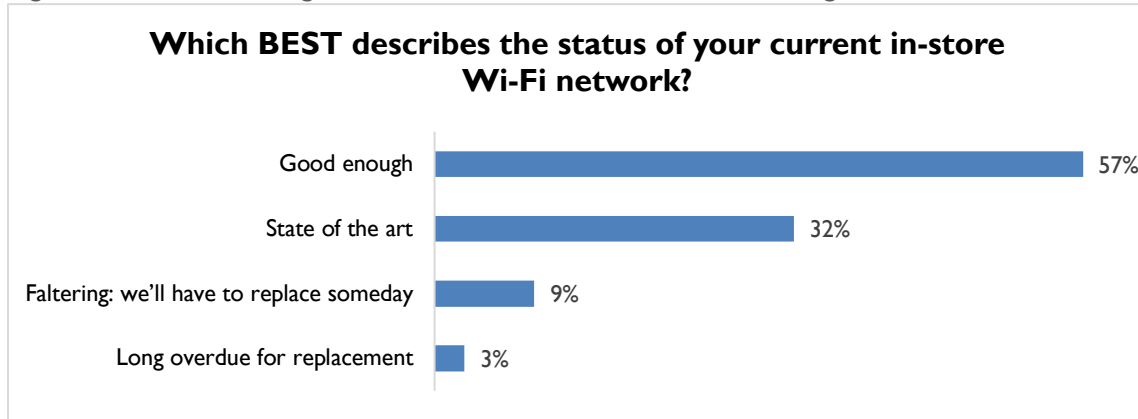 Which BEST describes the status of your current in-store
Wi-Fi network?
Good enough
57%
State of the art
32%
Faltering: we’ll have to replace someday
9%
Long overdue for replacement
3%